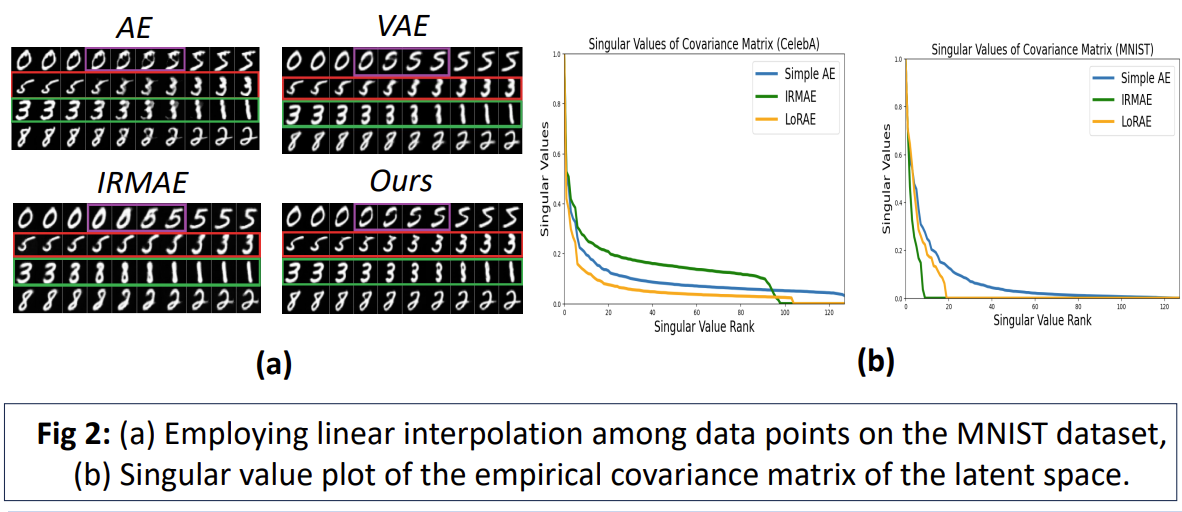 AE
VAE
IRMAE
Ours
(a)
Singular Values of Covariance Matrix (CelebA)
Singular Values
1.0
0.8
0.6
0.4
0.2
0.0
0 20 40 60 80 100 120
Singular Value Rank
Simple AE
IRMAE
LoRAE
Singular Values of Covariance Matrix (MNIST)
Singular Values
1.0
0.8
0.6
0.4
0.2
0.0
0 20 40 60 80 100 120
Singular Value Rank
Simple AE
IRMAE
LoRAE
(b)
Fig 2: (a) Employing linear interpolation among data points on the MNIST dataset,
(b) Singular value plot of the empirical covariance matrix of the latent space.